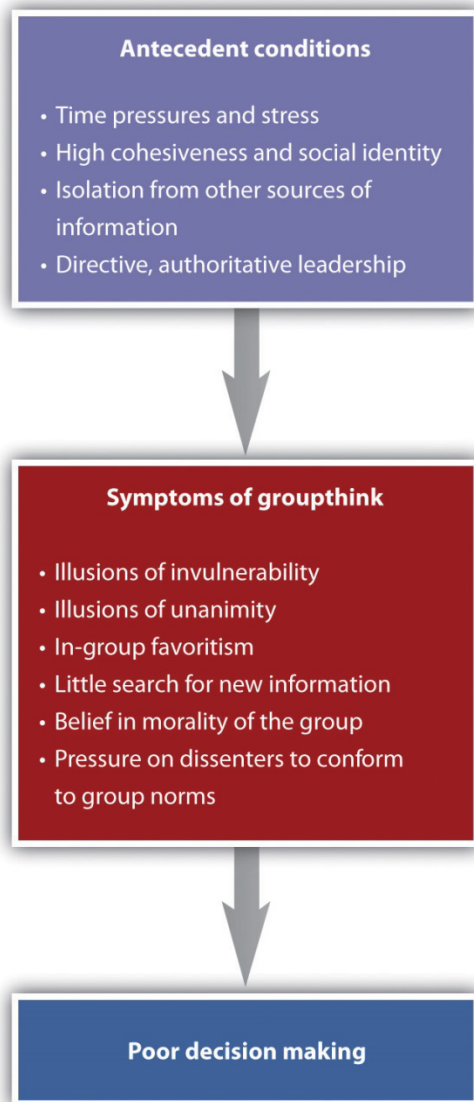 Antecedent conditions
• Time pressures and stress
• High cohesiveness and social identity
• Isolation from other sources of
information
• Directive, authoritative leadership
Symptoms of groupthink
• Illusions of invulnerability
• Illusions of unanimity
• In-group favoritism
• Little search for new information
• Belief in morality of the group
• Pressure on dissenters to conform
to group norms
Poor decision making